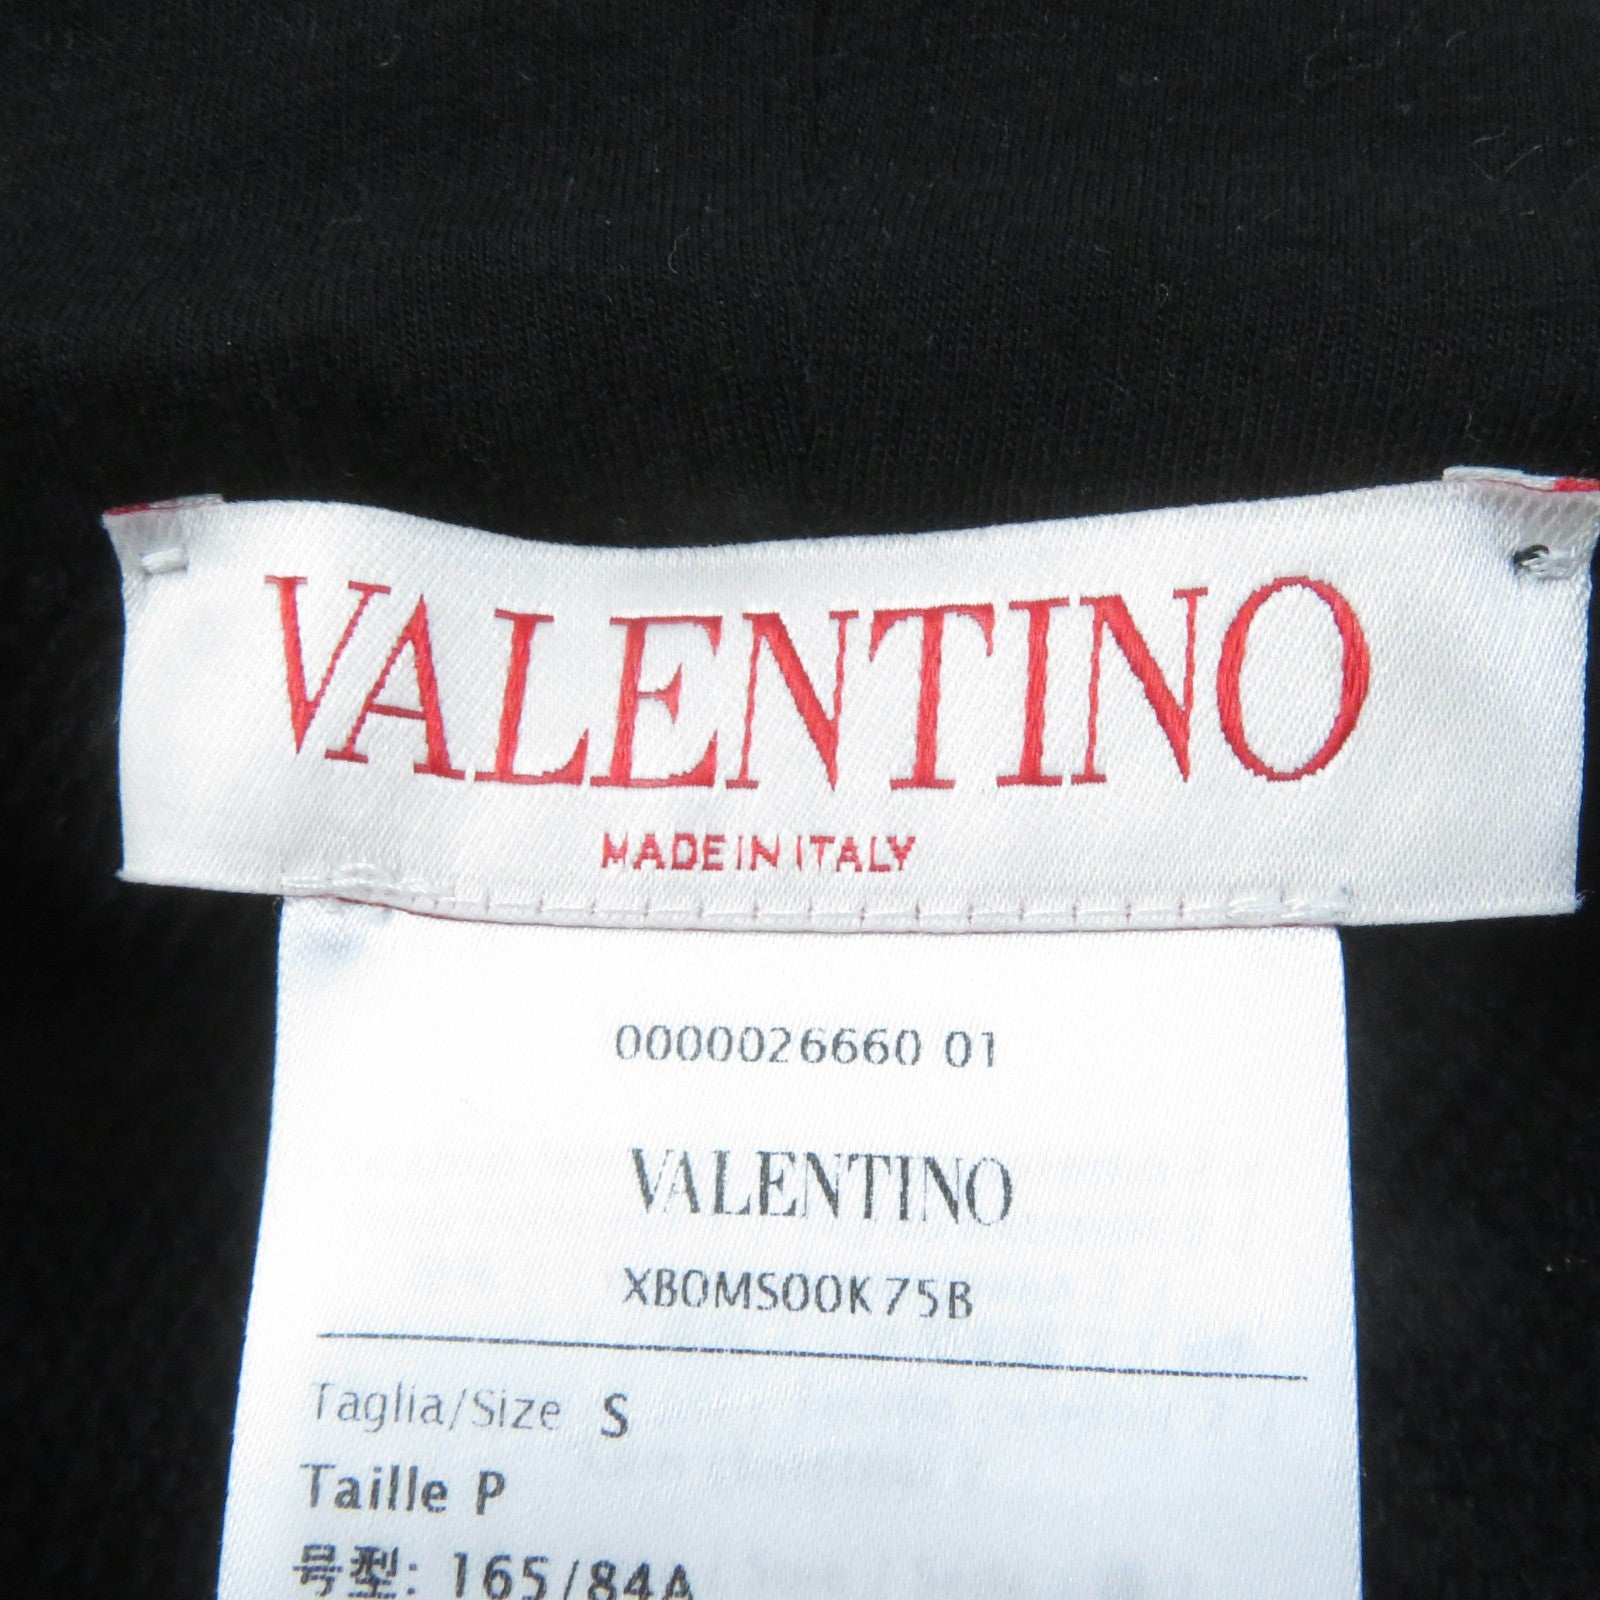 VALENTINO
MADE IN ITALY
0000026660 01
VALENTINO
XB0MS00K75B
Taglia/Size S
Taille P
号型: 165/84A